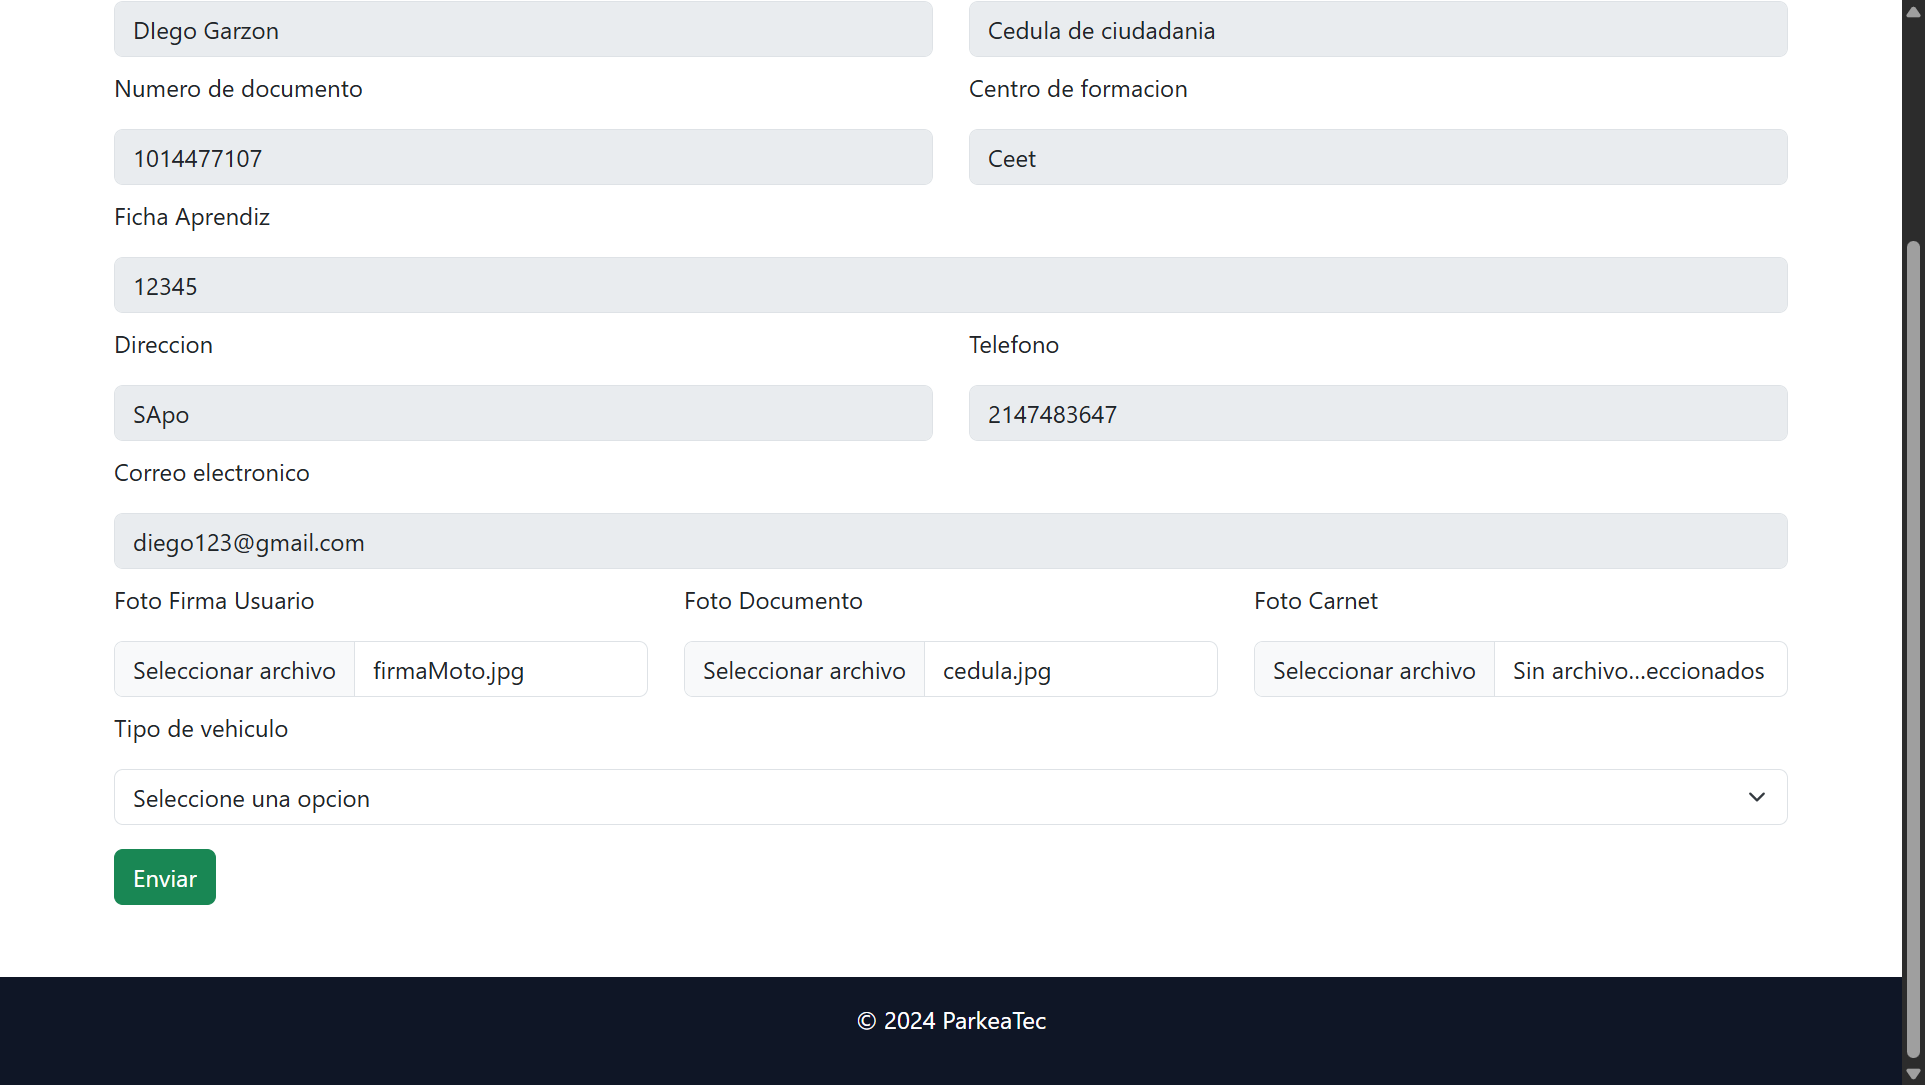 DIego Garzon
Cedula de ciudadania
Numero de documento
Centro de formacion
1014477107
Ceet
Ficha Aprendiz
12345
Direccion
Telefono
SApo
2147483647
Correo electronico
diego123@gmail.com
Foto Firma Usuario
Foto Documento
Foto Carnet
Seleccionar archivo firmaMoto.jpg
Seleccionar archivo cedula.jpg
Seleccionar archivo Sin archivo...eccionados
Tipo de vehiculo
Seleccione una opcion
Enviar
© 2024 ParkeaTec